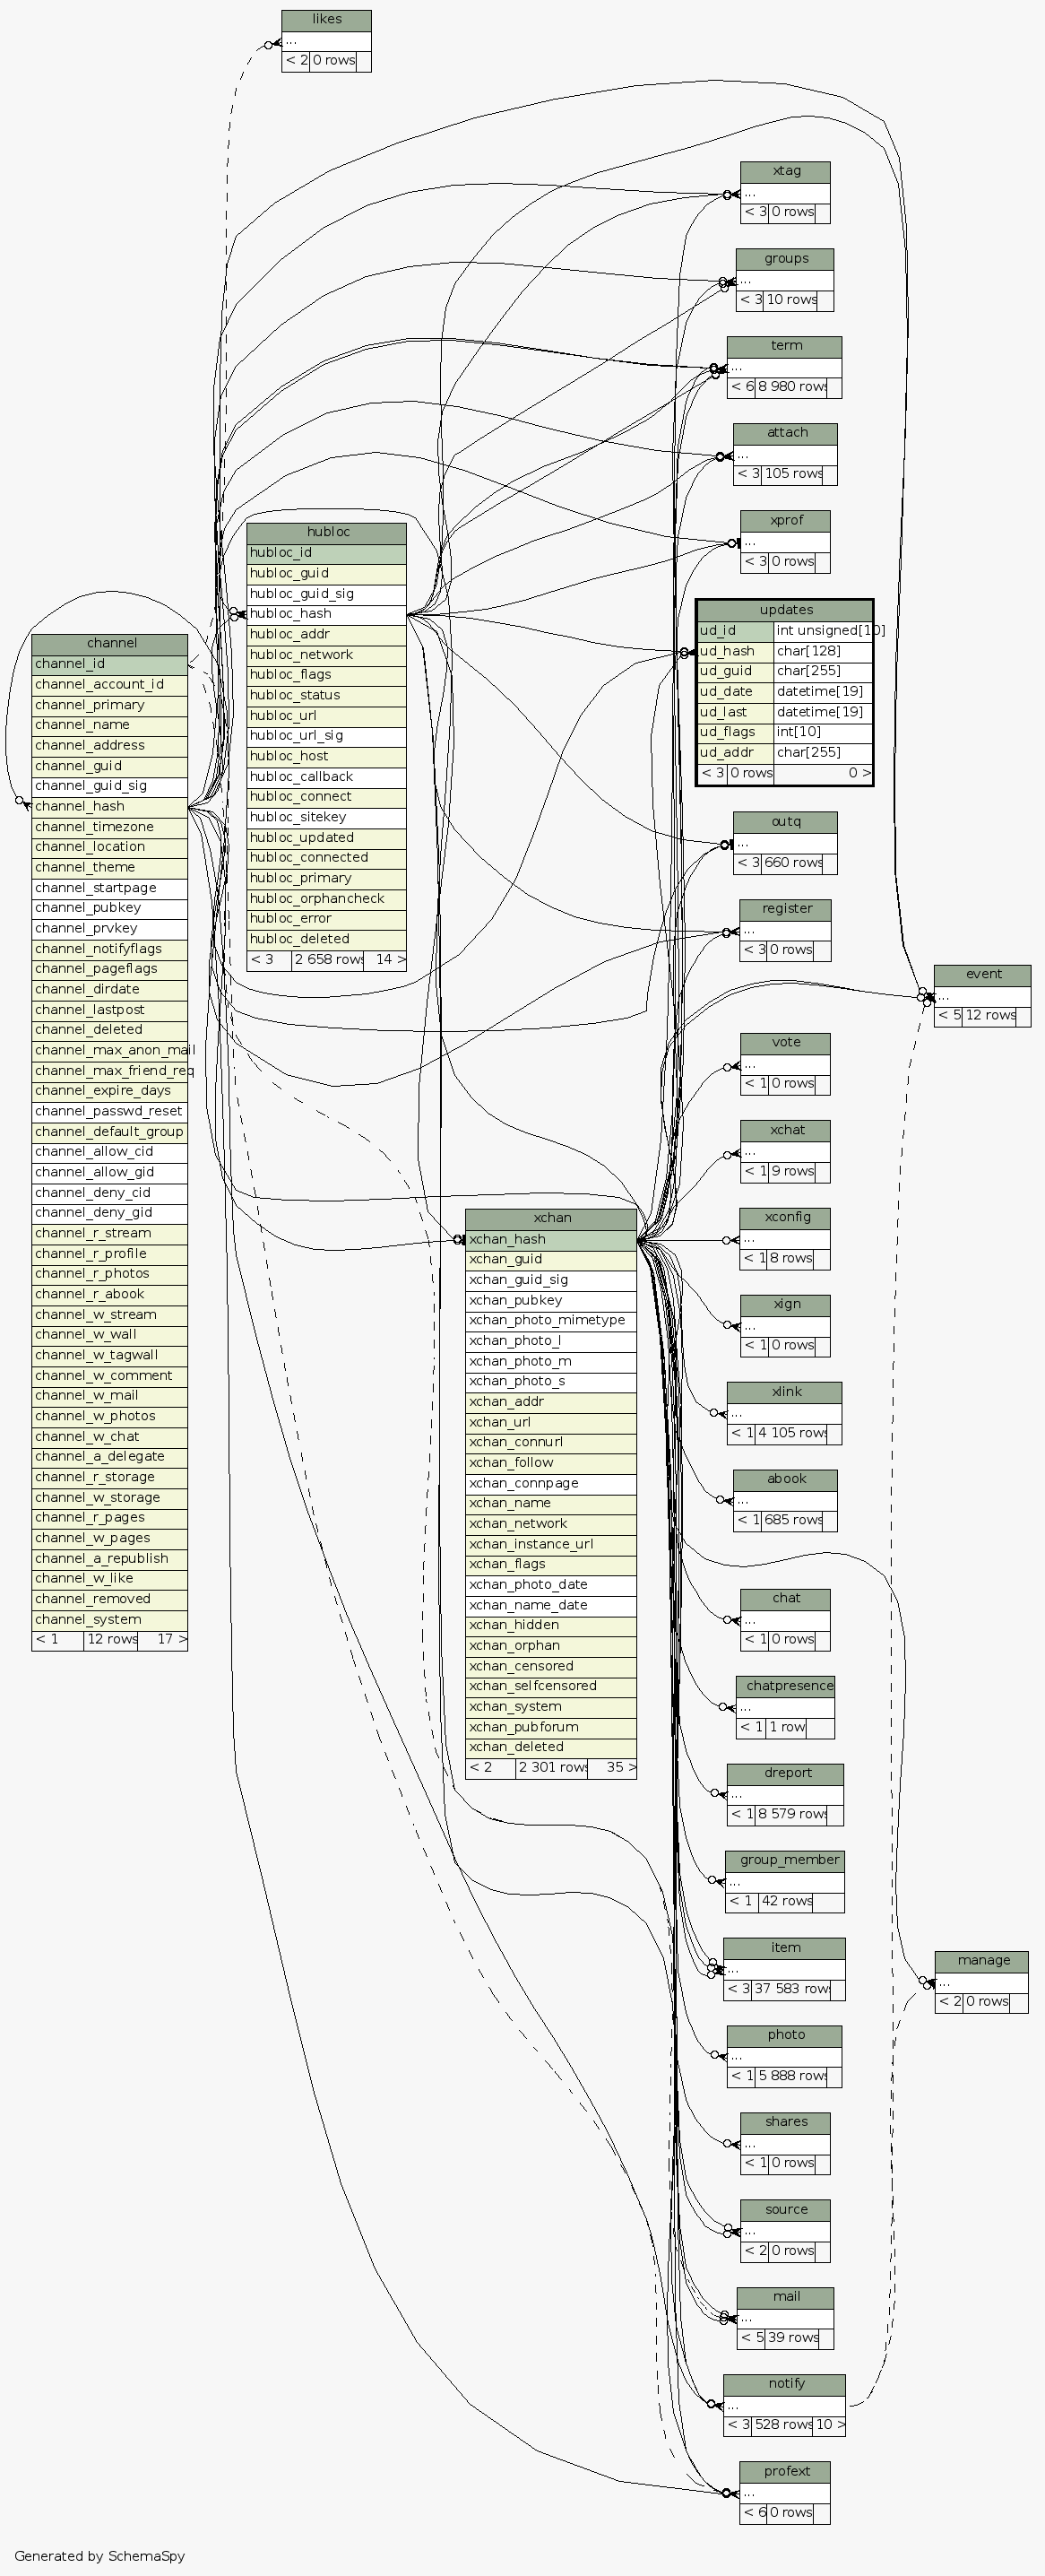 likes
...
< 2 0 rows
xtag
...
< 3 0 rows
groups
...
< 3 10 rows
term
...
< 6 8 980 rows
attach
...
< 3 105 rows
xprof
...
< 3 0 rows
hubloc
hubloc_id
hubloc_guid
hubloc_guid_sig
hubloc_hash
hubloc_addr
hubloc_network
hubloc_flags
hubloc_status
hubloc_url
hubloc_url_sig
hubloc_host
hubloc_callback
hubloc_connect
hubloc_sitekey
hubloc_updated
hubloc_connected
hubloc_primary
hubloc_orphancheck
hubloc_error
hubloc_deleted
< 3 2 658 rows 14 >
updates
ud_id int unsigned[10]
ud_hash char[128]
ud_guid char[255]
ud_date datetime[19]
ud_last datetime[19]
ud_flags int[10]
ud_addr char[255]
< 3 0 rows 0 >
channel
channel_id
channel_account_id
channel_primary
channel_name
channel_address
channel_guid
channel_guid_sig
channel_hash
channel_timezone
channel_location
channel_theme
channel_startpage
channel_pubkey
channel_prvkey
channel_notifyflags
channel_pageflags
channel_dirdate
channel_lastpost
channel_deleted
channel_max_anon_mail
channel_max_friend_req
channel_expire_days
channel_passwd_reset
channel_default_group
channel_allow_cid
channel_allow_gid
channel_deny_cid
channel_deny_gid
channel_r_stream
channel_r_profile
channel_r_photos
channel_r_abook
channel_w_stream
channel_w_wall
channel_w_tagwall
channel_w_comment
channel_w_mail
channel_w_photos
channel_w_chat
channel_a_delegate
channel_r_storage
channel_w_storage
channel_r_pages
channel_w_pages
channel_a_republish
channel_w_like
channel_removed
channel_system
< 1 12 rows 17 >
outq
...
< 3 660 rows
register
...
< 3 0 rows
event
...
< 5 12 rows
vote
...
< 1 0 rows
xchat
...
< 1 9 rows
xchan
xchan_hash
xchan_guid
xchan_guid_sig
xchan_pubkey
xchan_photo_mimetype
xchan_photo_l
xchan_photo_m
xchan_photo_s
xchan_addr
xchan_url
xchan_connurl
xchan_follow
xchan_connpage
xchan_name
xchan_network
xchan_instance_url
xchan_flags
xchan_photo_date
xchan_name_date
xchan_hidden
xchan_orphan
xchan_censored
xchan_selfcensored
xchan_system
xchan_pubforum
xchan_deleted
< 2 2 301 rows 35 >
xconfig
...
< 1 8 rows
xign
...
< 1 0 rows
xlink
...
< 1 4 105 rows
abook
...
< 1 685 rows
chat
...
< 1 0 rows
chatpresence
...
< 1 1 row
dreport
...
< 1 8 579 rows
group_member
...
< 1 42 rows
item
...
< 3 37 583 rows
manage
...
< 2 0 rows
photo
...
< 1 5 888 rows
shares
...
< 1 0 rows
source
...
< 2 0 rows
mail
...
< 5 39 rows
notify
...
< 3 528 rows 10 >
profext
...
< 6 0 rows
Generated by SchemaSpy